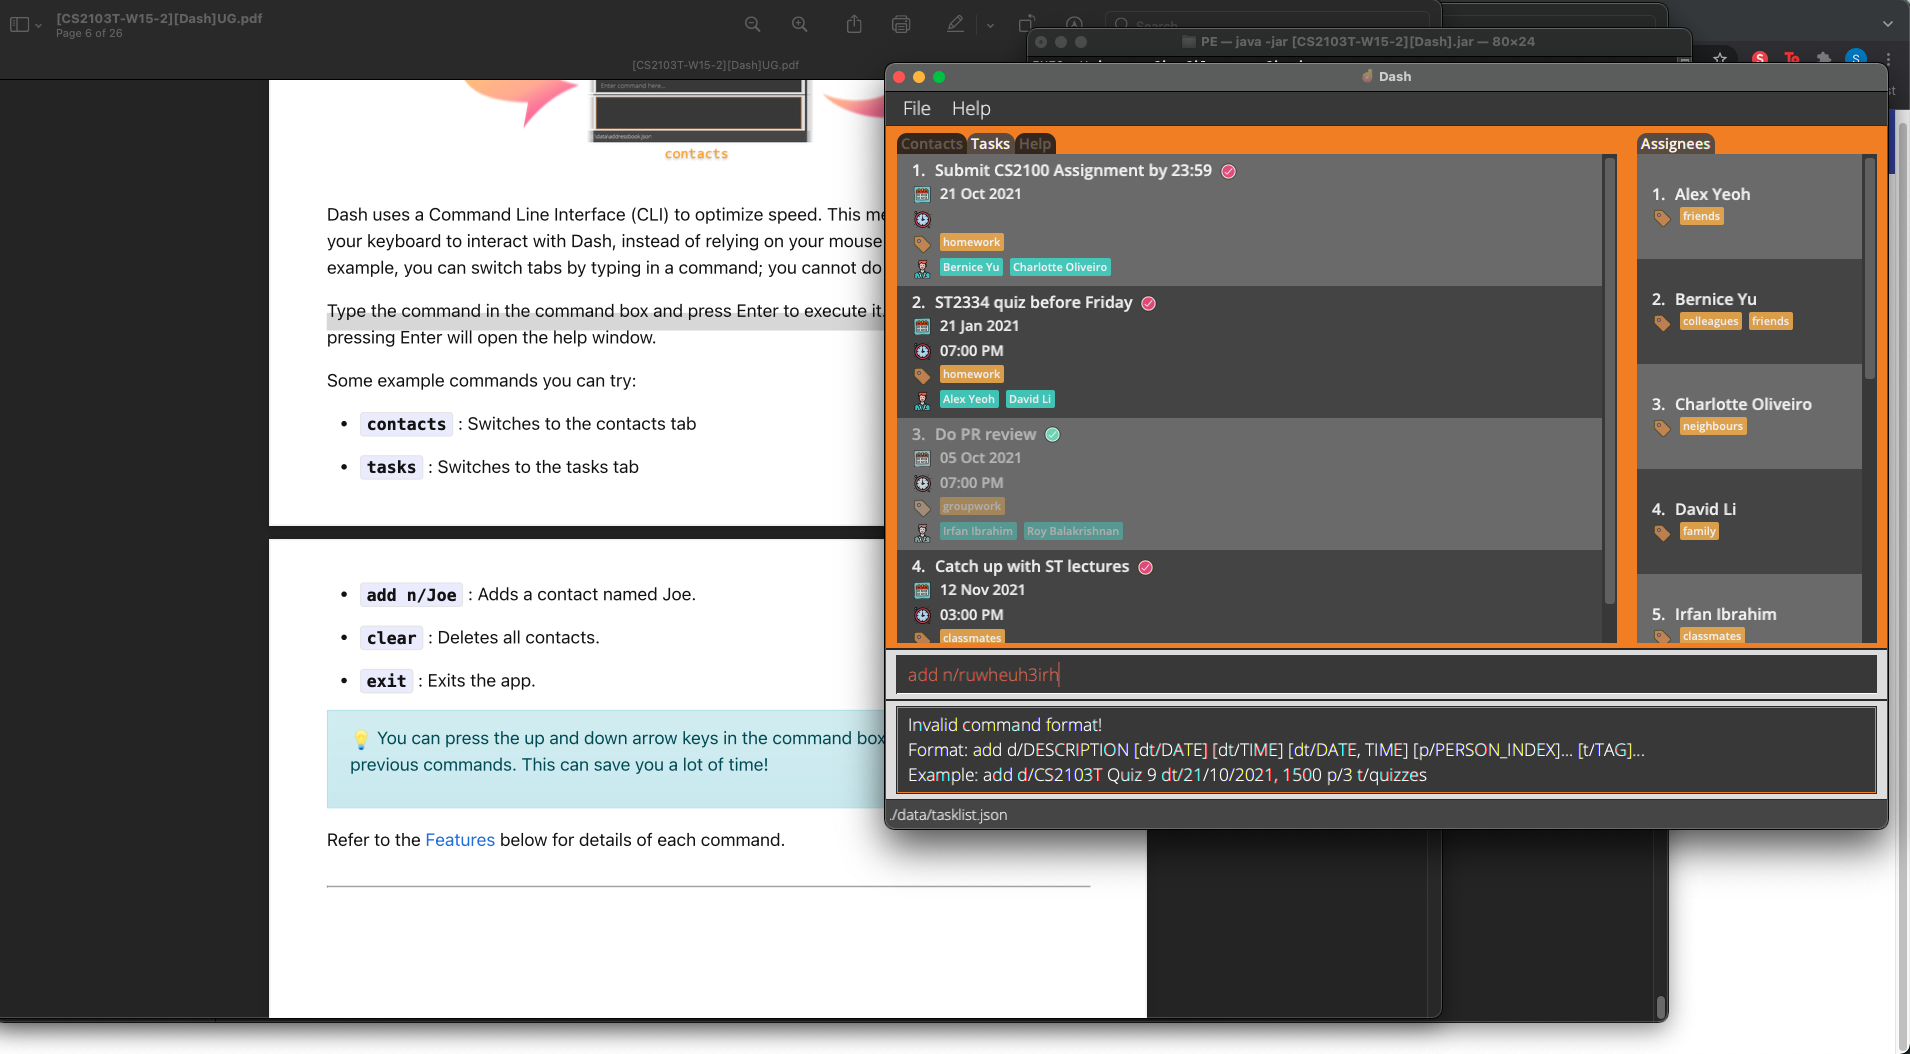 [CS2103T-W15-2][Dash]UG.pdf
Page 6 of 26
Search
[CS2103T-W15-2][Dash]UG.pdf
Enter command here...
\data\addressbook.json
contacts
Dash uses a Command Line Interface (CLI) to optimize speed. This me
your keyboard to interact with Dash, instead of relying on your mouse
example, you can switch tabs by typing in a command; you cannot do
Type the command in the command box and press Enter to execute it.
pressing Enter will open the help window.
Some example commands you can try:
• contacts : Switches to the contacts tab
• tasks : Switches to the tasks tab
• add n/Joe : Adds a contact named Joe.
• clear : Deletes all contacts.
• exit : Exits the app.
💡 You can press the up and down arrow keys in the command box
previous commands. This can save you a lot of time!
Refer to the Features below for details of each command.
PE — java -jar [CS2103T-W15-2][Dash].jar — 80×24
Dash
File Help
Contacts Tasks Help
1. Submit CS2100 Assignment by 23:59
21 Oct 2021
homework
Bernice Yu Charlotte Oliveiro
2. ST2334 quiz before Friday
21 Jan 2021
07:00 PM
homework
Alex Yeoh David Li
3. Do PR review
05 Oct 2021
07:00 PM
groupwork
Irfan Ibrahim Roy Balakrishnan
4. Catch up with ST lectures
12 Nov 2021
03:00 PM
classmates
Assignees
1. Alex Yeoh
friends
2. Bernice Yu
colleagues friends
3. Charlotte Oliveiro
neighbours
4. David Li
family
5. Irfan Ibrahim
classmates
add n/ruwheuh3irh
Invalid command format!
Format: add d/DESCRIPTION [dt/DATE] [dt/TIME] [dt/DATE, TIME] [p/PERSON_INDEX]... [t/TAG]...
Example: add d/CS2103T Quiz 9 dt/21/10/2021, 1500 p/3 t/quizzes
./data/tasklist.json